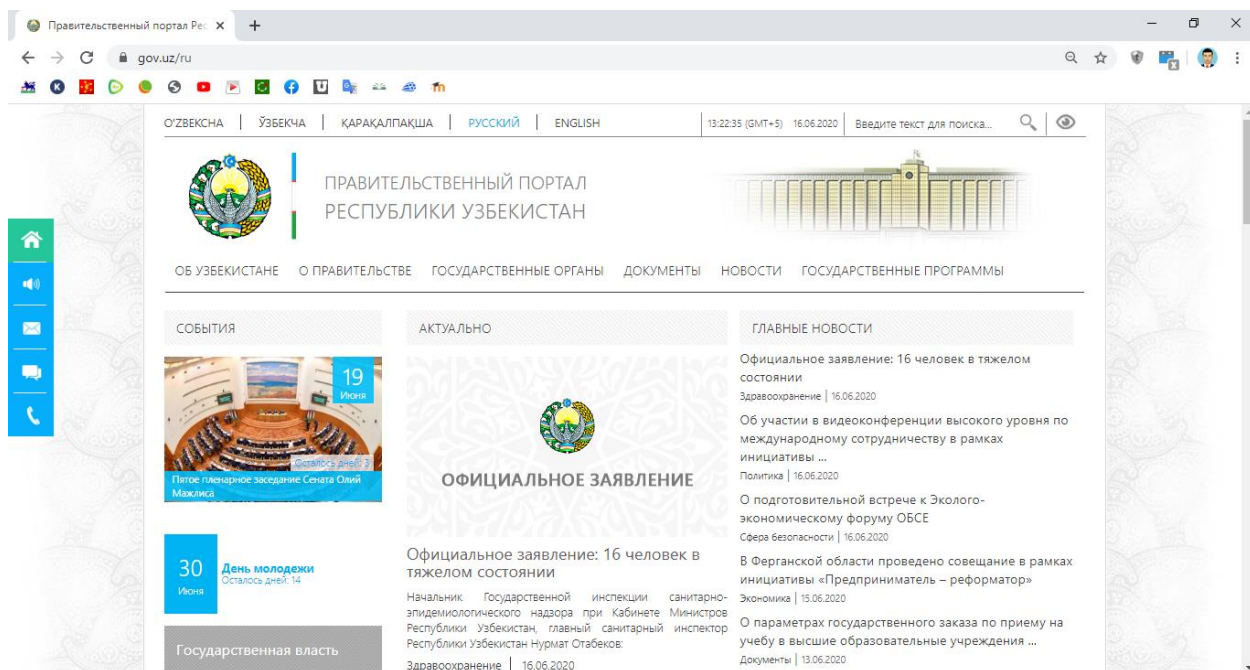 Правительственный портал Рес
gov.uz/ru
O'ZBEKCHA | ЎЗБЕКЧА | ҚАРАҚАЛПАҚША | РУССКИЙ | ENGLISH
13:22:35 (GMT+5) 16.06.2020
Введите текст для поиска...
ПРАВИТЕЛЬСТВЕННЫЙ ПОРТАЛ
РЕСПУБЛИКИ УЗБЕКИСТАН
ОБ УЗБЕКИСТАНЕ О ПРАВИТЕЛЬСТВЕ ГОСУДАРСТВЕННЫЕ ОРГАНЫ ДОКУМЕНТЫ НОВОСТИ ГОСУДАРСТВЕННЫЕ ПРОГРАММЫ
СОБЫТИЯ
19
Июня
Осталось дней: 3
Пятое пленарное заседание Сената Олий
Мажлиса
30
Июня
День молодежи
Осталось дней: 14
Государственная власть
АКТУАЛЬНО
ОФИЦИАЛЬНОЕ ЗАЯВЛЕНИЕ
Официальное заявление: 16 человек в
тяжелом состоянии
Начальник Государственной инспекции санитарно-
эпидемиологического надзора при Кабинете Министров
Республики Узбекистан, главный санитарный инспектор
Республики Узбекистан Нурмат Отабеков:
Здравоохранение | 16.06.2020
ГЛАВНЫЕ НОВОСТИ
Официальное заявление: 16 человек в тяжелом
состоянии
Здравоохранение | 16.06.2020
Об участии в видеоконференции высокого уровня по
международному сотрудничеству в рамках
инициативы ...
Политика | 16.06.2020
О подготовительной встрече к Эколого-
экономическому форуму ОБСЕ
Сфера безопасности | 16.06.2020
В Ферганской области проведено совещание в рамках
инициативы «Предприниматель – реформатор»
Экономика | 15.06.2020
О параметрах государственного заказа по приему на
учебу в высшие образовательные учреждения ...
Документы | 13.06.2020